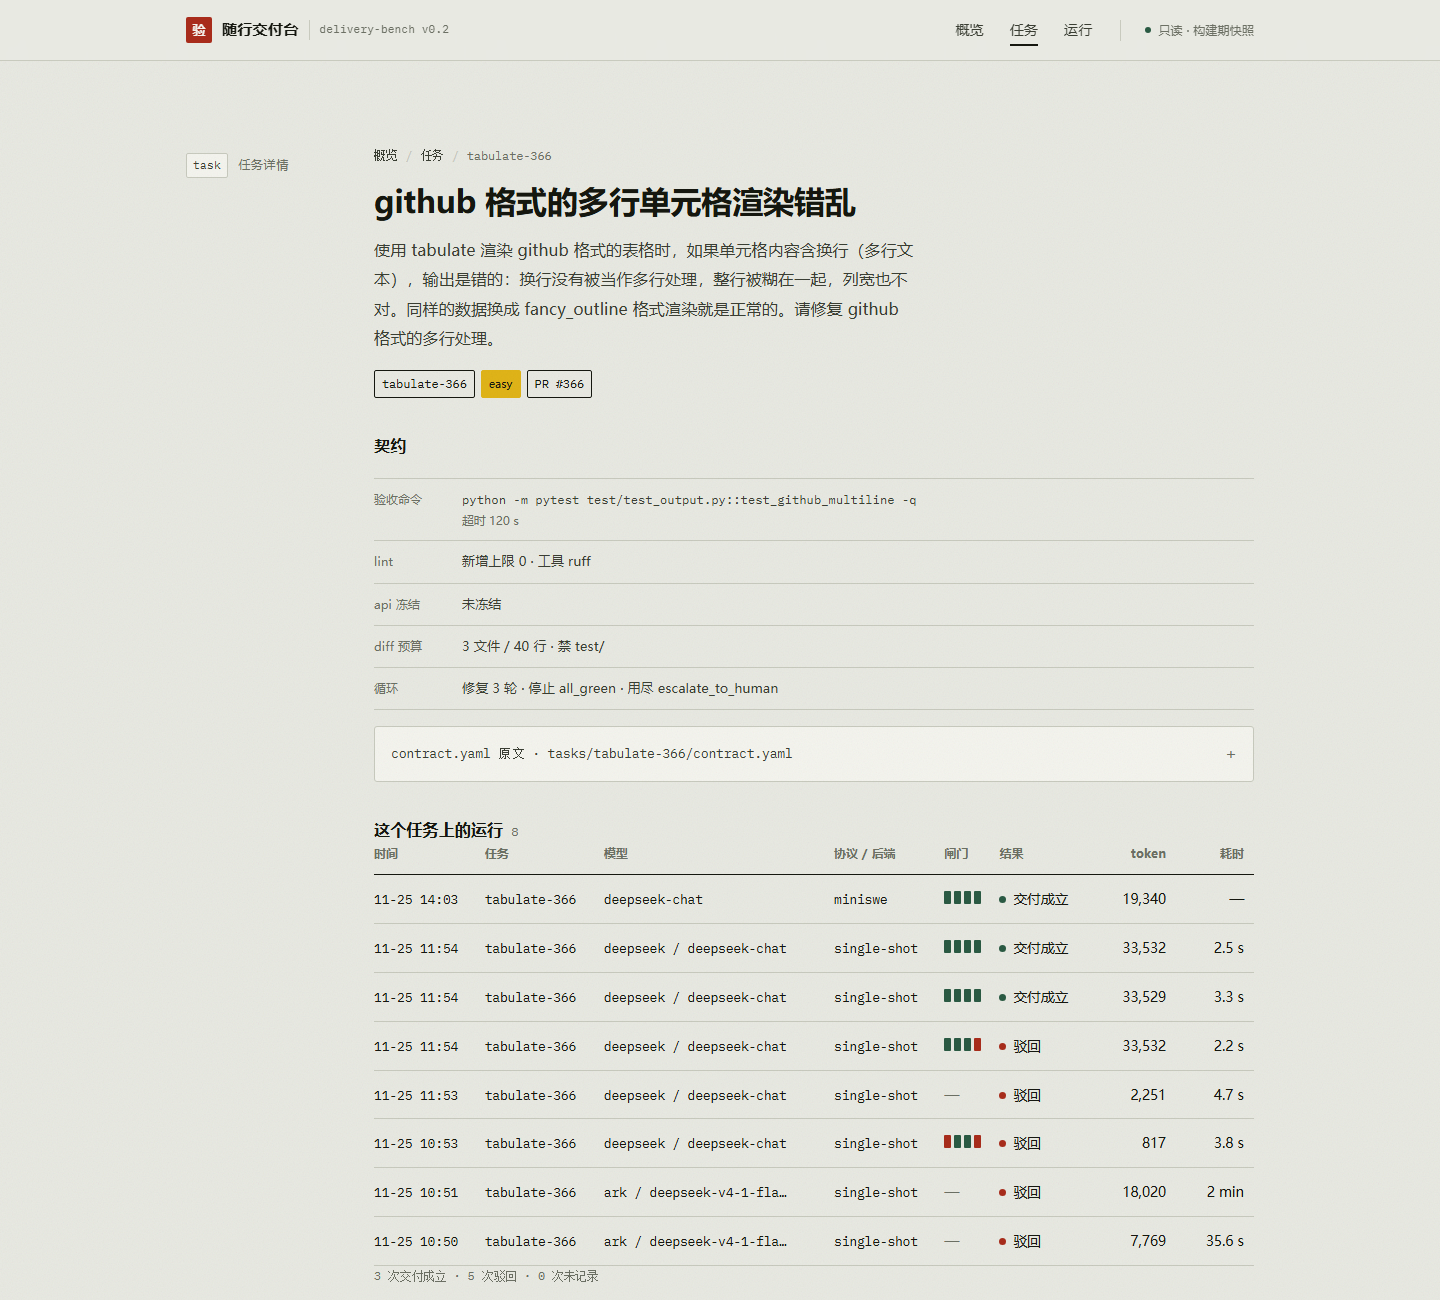 验 随行交付台 delivery-bench v0.2 概览 任务 运行 只读 · 构建期快照
task 任务详情
概览 / 任务 / tabulate-366
github 格式的多行单元格渲染错乱
使用 tabulate 渲染 github 格式的表格时，如果单元格内容含换行（多行文
本），输出是错的：换行没有被当作多行处理，整行被糊在一起，列宽也不
对。同样的数据换成 fancy_outline 格式渲染就是正常的。请修复 github
格式的多行处理。
tabulate-366 easy PR #366
契约
验收命令 python -m pytest test/test_output.py::test_github_multiline -q
超时 120 s
lint 新增上限 0 · 工具 ruff
api 冻结 未冻结
diff 预算 3 文件 / 40 行 · 禁 test/
循环 修复 3 轮 · 停止 all_green · 用尽 escalate_to_human
contract.yaml 原文 · tasks/tabulate-366/contract.yaml +
这个任务上的运行 8
时间 任务 模型 协议 / 后端 闸门 结果 token 耗时
11-25 14:03 tabulate-366 deepseek-chat miniswe 交付成立 19,340 —
11-25 11:54 tabulate-366 deepseek / deepseek-chat single-shot 交付成立 33,532 2.5 s
11-25 11:54 tabulate-366 deepseek / deepseek-chat single-shot 交付成立 33,529 3.3 s
11-25 11:54 tabulate-366 deepseek / deepseek-chat single-shot 驳回 33,532 2.2 s
11-25 11:53 tabulate-366 deepseek / deepseek-chat single-shot — 驳回 2,251 4.7 s
11-25 10:53 tabulate-366 deepseek / deepseek-chat single-shot 驳回 817 3.8 s
11-25 10:51 tabulate-366 ark / deepseek-v4-1-fla… single-shot — 驳回 18,020 2 min
11-25 10:50 tabulate-366 ark / deepseek-v4-1-fla… single-shot — 驳回 7,769 35.6 s
3 次交付成立 · 5 次驳回 · 0 次未记录